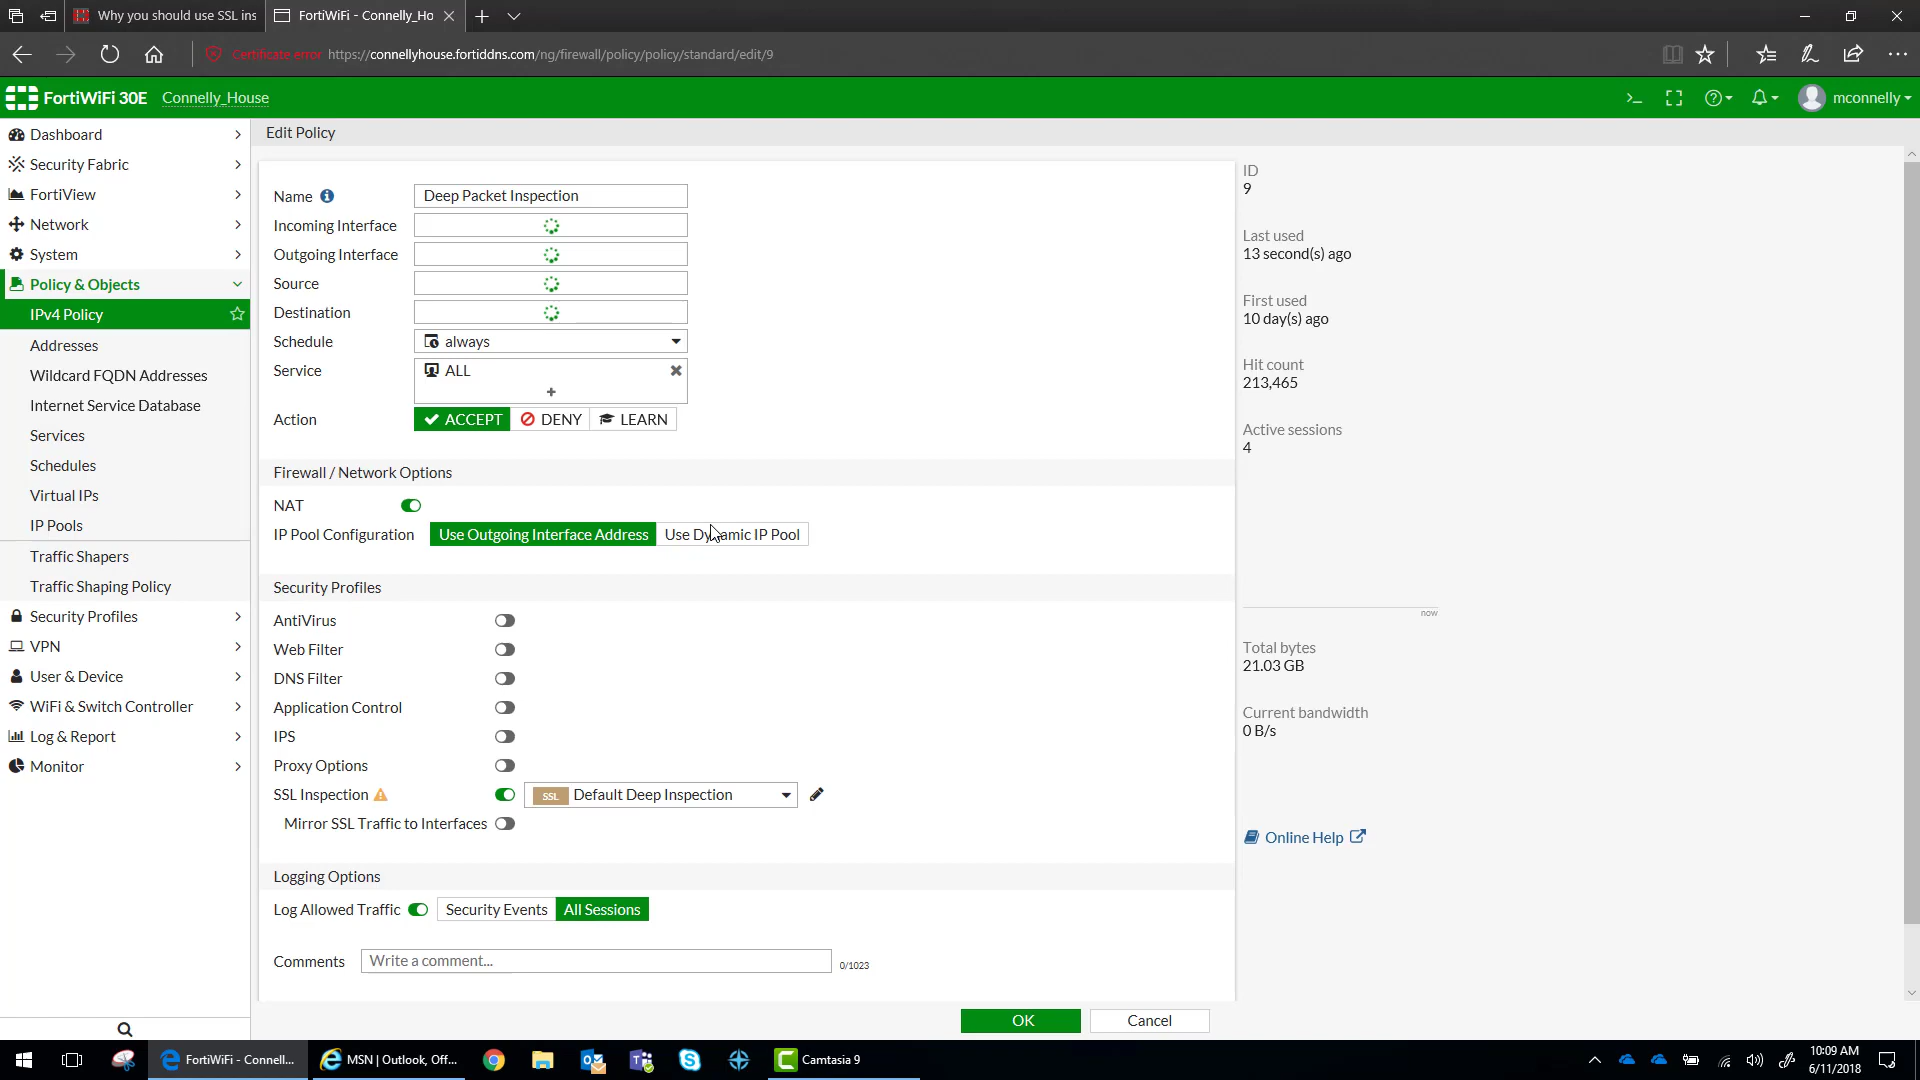 Why you should use SSL ins
FortiWiFi - Connelly_Ho
Certificate error
https://connellyhouse.fortiddns.com/ng/firewall/policy/policy/standard/edit/9
FortiWiFi 30E
Connelly_House
mconnelly
Dashboard
Security Fabric
FortiView
Network
System
Policy & Objects
IPv4 Policy
Addresses
Wildcard FQDN Addresses
Internet Service Database
Services
Schedules
Virtual IPs
IP Pools
Traffic Shapers
Traffic Shaping Policy
Security Profiles
VPN
User & Device
WiFi & Switch Controller
Log & Report
Monitor
Edit Policy
Name
Deep Packet Inspection
Incoming Interface
Outgoing Interface
Source
Destination
Schedule
always
Service
ALL
Action
ACCEPT
DENY
LEARN
Firewall / Network Options
NAT
IP Pool Configuration
Use Outgoing Interface Address
Use Dynamic IP Pool
Security Profiles
AntiVirus
Web Filter
DNS Filter
Application Control
IPS
Proxy Options
SSL Inspection
SSL
Default Deep Inspection
Mirror SSL Traffic to Interfaces
Logging Options
Log Allowed Traffic
Security Events
All Sessions
Comments
Write a comment...
0/1023
OK
Cancel
ID
9
Last used
13 second(s) ago
First used
10 day(s) ago
Hit count
213,465
Active sessions
4
now
Total bytes
21.03 GB
Current bandwidth
0 B/s
Online Help
FortiWiFi - Connell...
MSN | Outlook, Off...
Camtasia 9
10:09 AM
6/11/2018